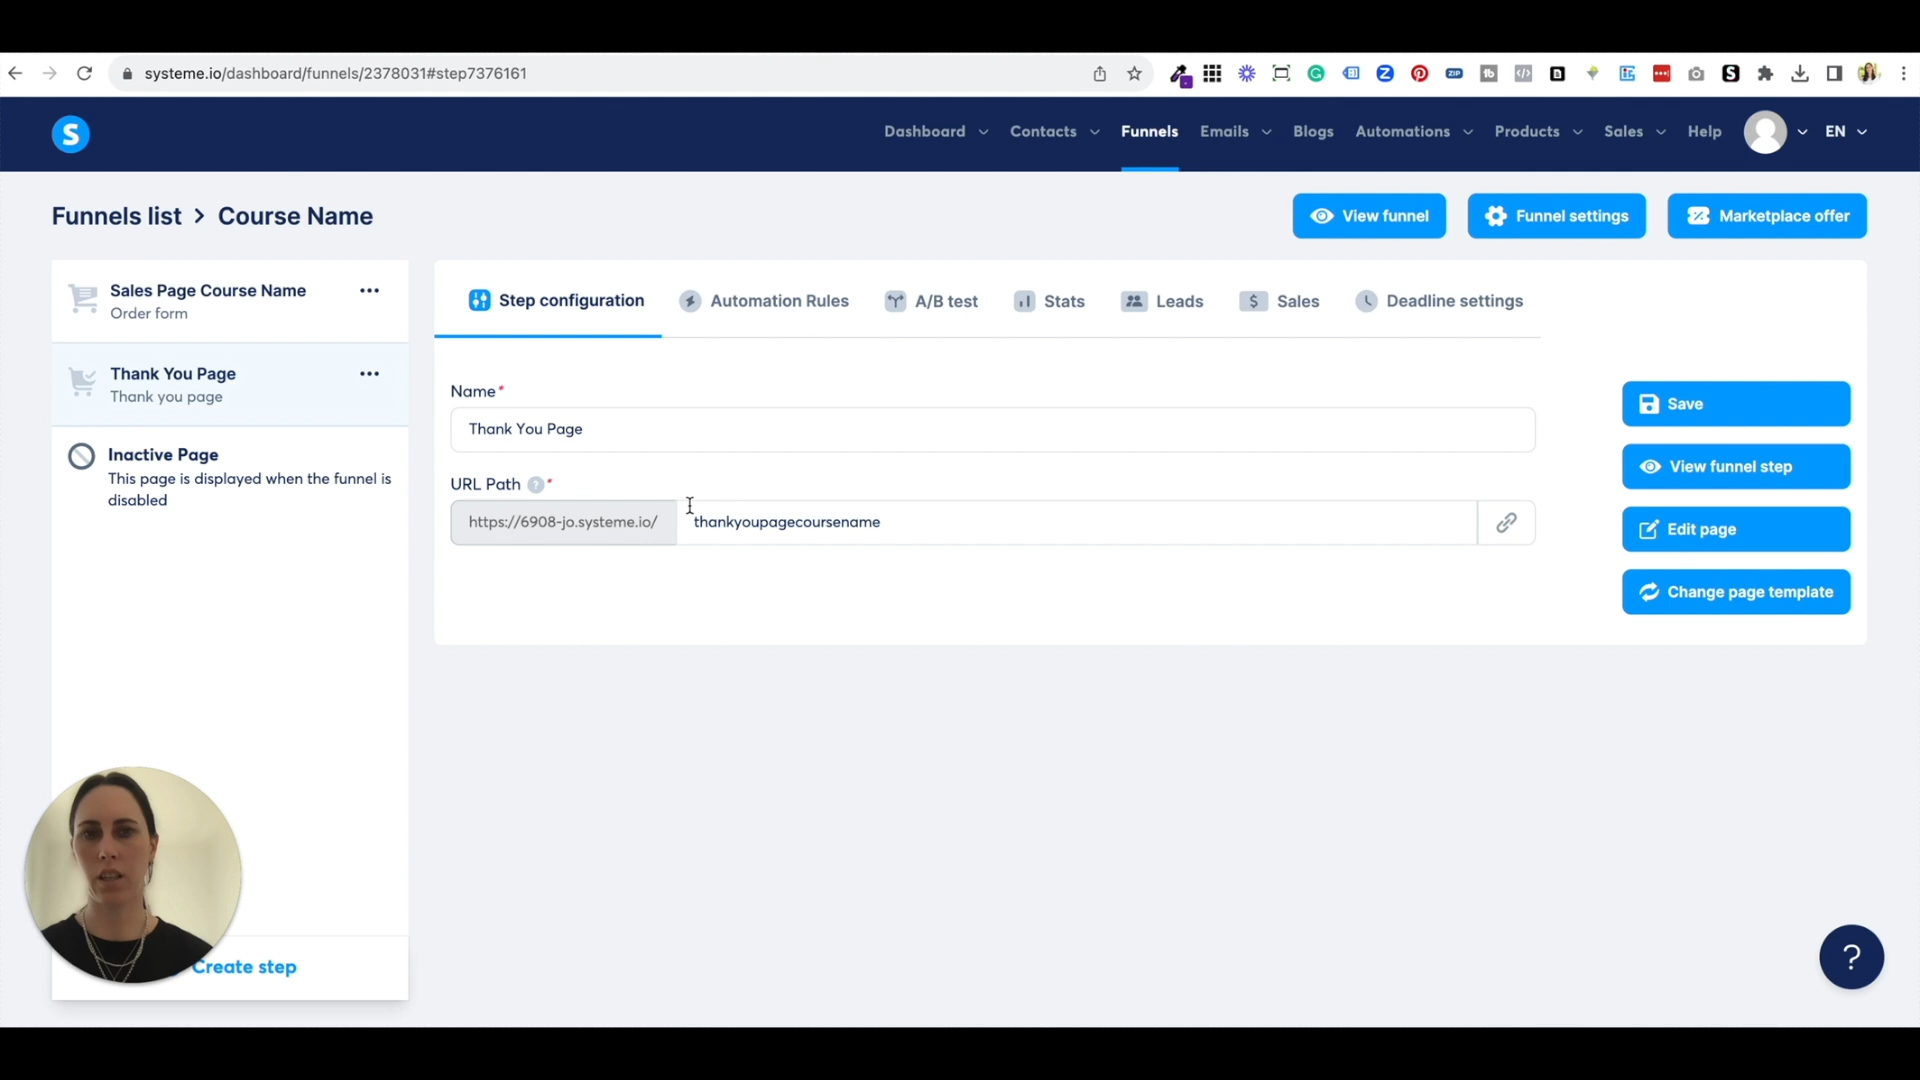 systeme.io/dashboard/funnels/2378031#step7376161
S
Dashboard
Contacts
Funnels
Emails
Blogs
Automations
Products
Sales
Help
EN
Funnels list > Course Name
View funnel
Funnel settings
Marketplace offer
Sales Page Course Name
Order form
Thank You Page
Thank you page
Inactive Page
This page is displayed when the funnel is
disabled
Create step
Step configuration
Automation Rules
A/B test
Stats
Leads
$ Sales
Deadline settings
Name*
Thank You Page
URL Path ? *
https://6908-jo.systeme.io/
thankyoupagecoursename
Save
View funnel step
Edit page
Change page template
?